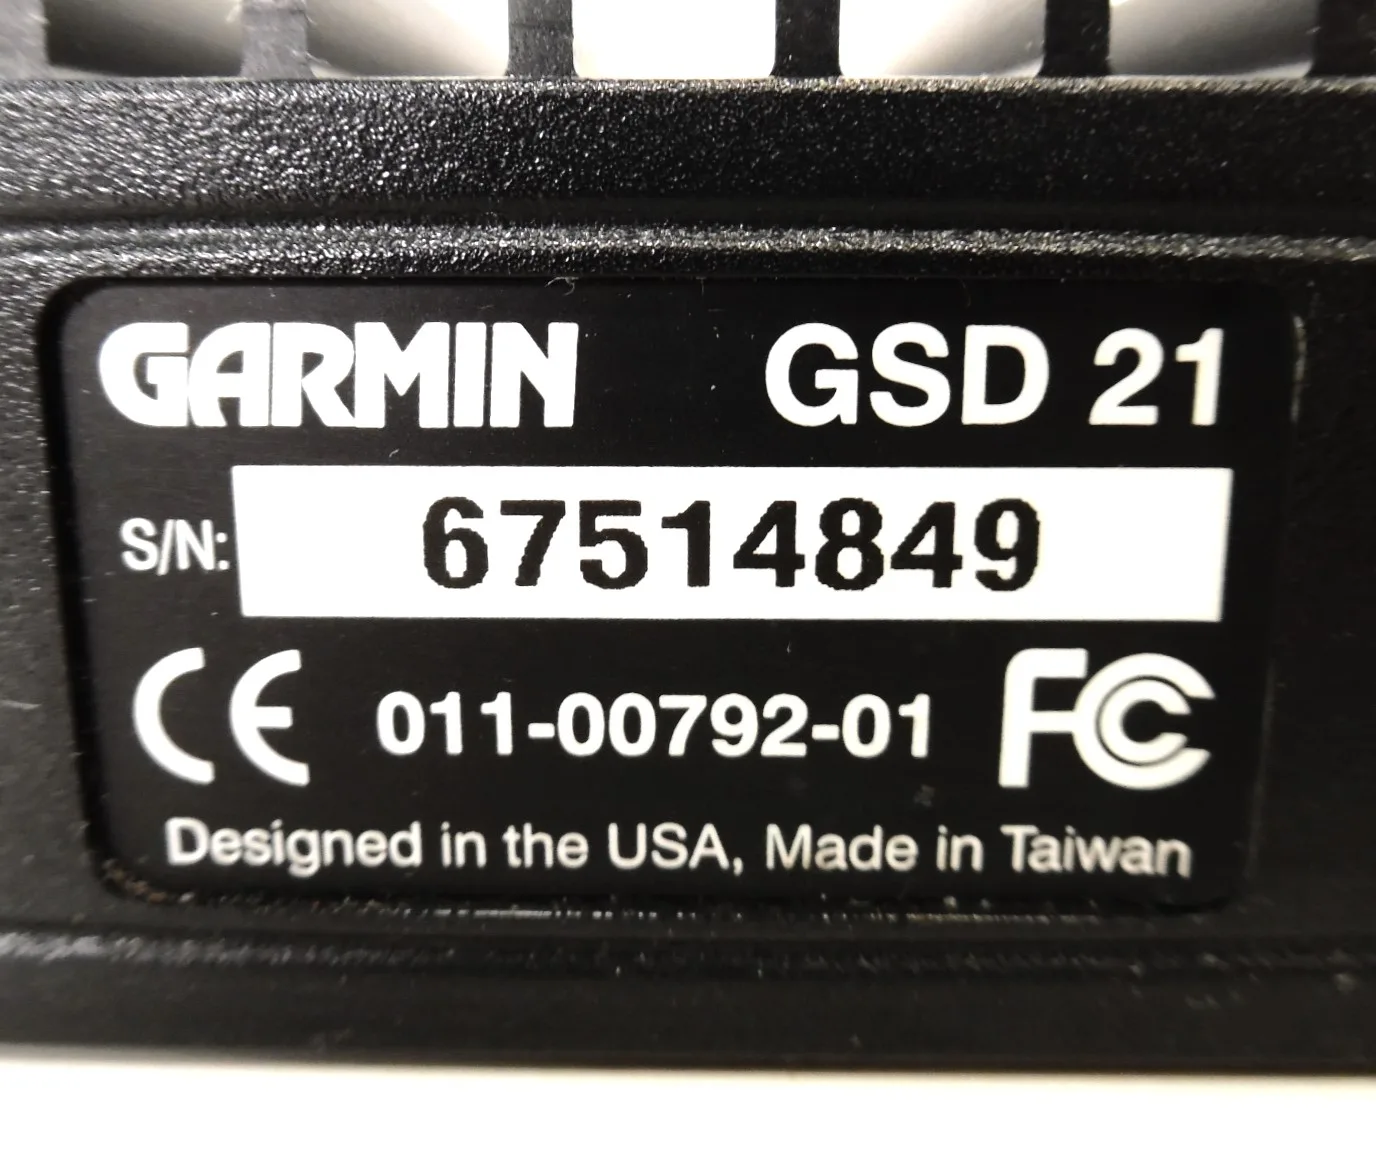 GARMIN GSD 21
S/N: 67514849
CE 011-00792-01 FC
Designed in the USA, Made in Taiwan